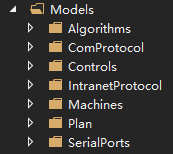 Models
Algorithms
ComProtocol
Controls
IntranetProtocol
Machines
Plan
SerialPorts